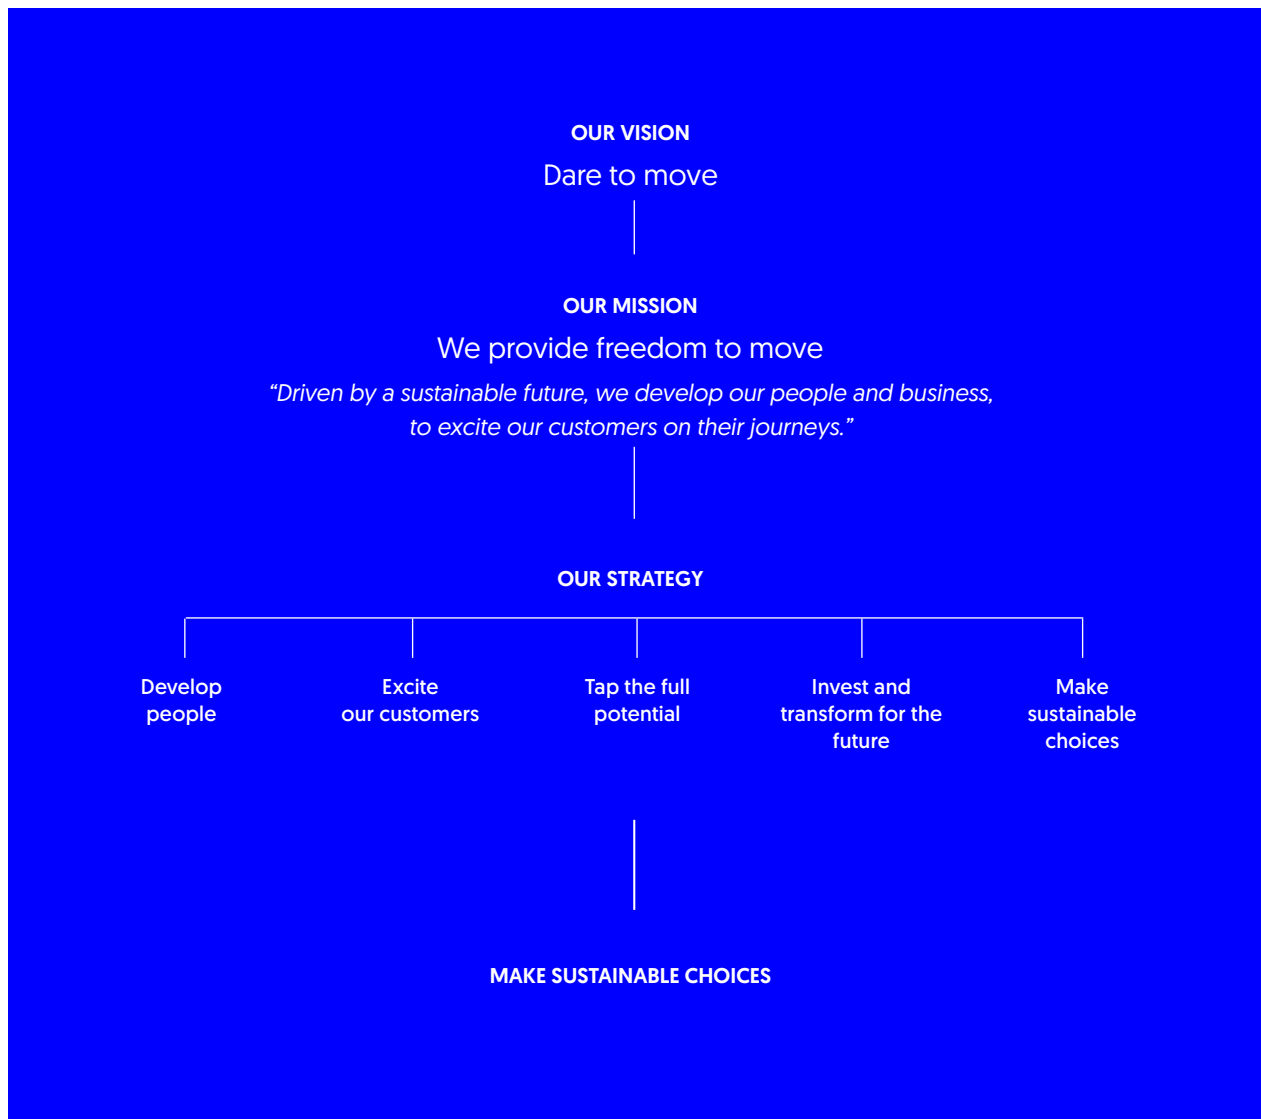 OUR VISION
Dare to move
OUR MISSION
We provide freedom to move
“Driven by a sustainable future, we develop our people and business,
to excite our customers on their journeys.”
OUR STRATEGY
Develop
people
Excite
our customers
Tap the full
potential
Invest and
transform for the
future
Make
sustainable
choices
MAKE SUSTAINABLE CHOICES